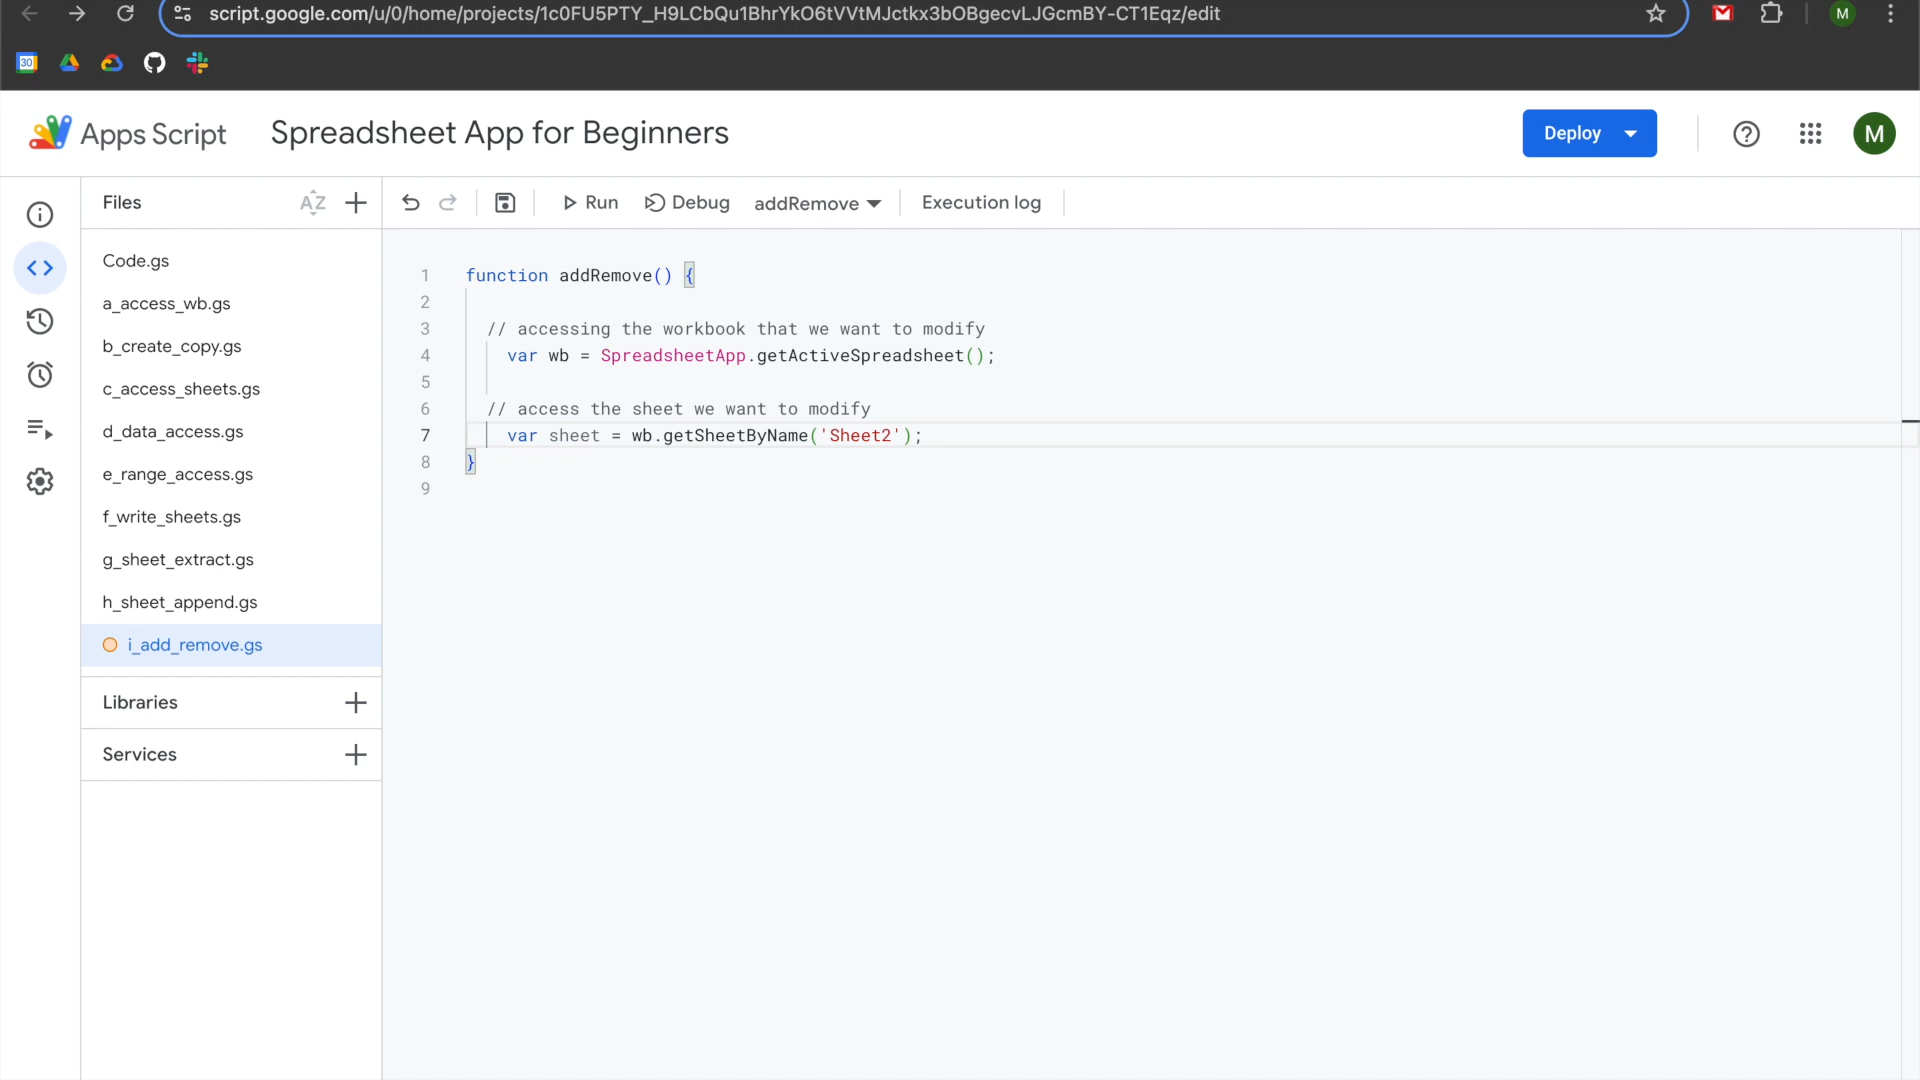 script.google.com/u/0/home/projects/1c0FU5PTY_H9LCbQu1BhrYkO6tVVtMJctkx3bOBgecvLJGcmBY-CT1Eqz/edit
M
30
Apps Script
Spreadsheet App for Beginners
Deploy
M
Files
AZ
Run
Debug
addRemove
Execution log
Code.gs
a_access_wb.gs
b_create_copy.gs
c_access_sheets.gs
d_data_access.gs
e_range_access.gs
f_write_sheets.gs
g_sheet_extract.gs
h_sheet_append.gs
i_add_remove.gs
Libraries
Services
1 function addRemove() {
2
3 // accessing the workbook that we want to modify
4 var wb = SpreadsheetApp.getActiveSpreadsheet();
5
6 // access the sheet we want to modify
7 var sheet = wb.getSheetByName('Sheet2');
8 }
9